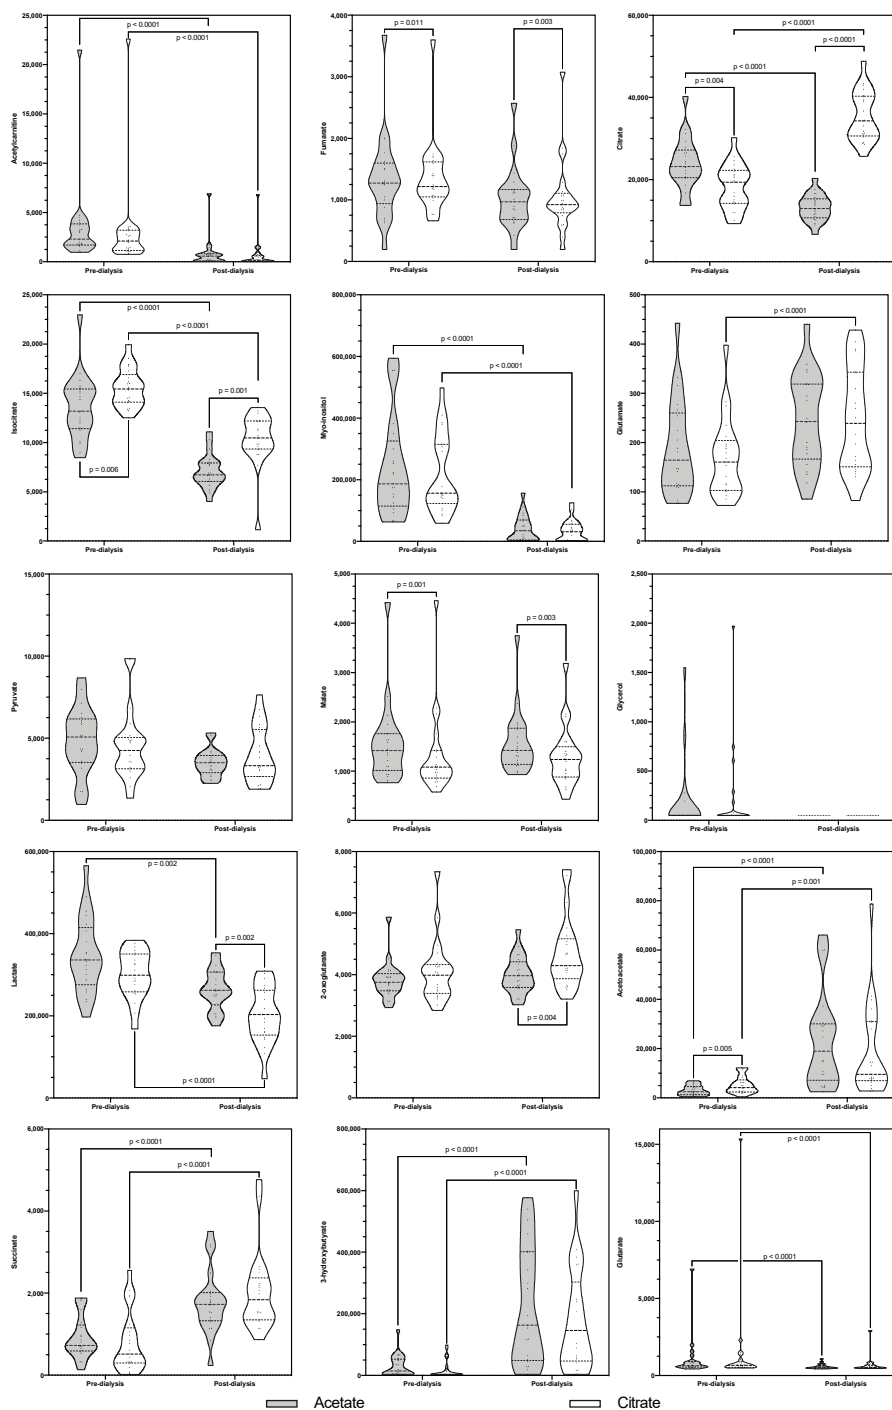 p < 0.0001
p < 0.0001
25,000
20,000
15,000
10,000
5,000
0
Acetylcarnitine
Pre-dialysis Post-dialysis
p = 0.011 p = 0.003
4,000
3,000
2,000
1,000
0
Fumarate
Pre-dialysis Post-dialysis
p < 0.0001
p < 0.0001
p < 0.0001
p = 0.004
60,000
40,000
20,000
0
Citrate
Pre-dialysis Post-dialysis
p < 0.0001
p < 0.0001
p = 0.001
p = 0.006
25,000
20,000
15,000
10,000
5,000
0
Isocitrate
Pre-dialysis Post-dialysis
p < 0.0001
p < 0.0001
800,000
600,000
400,000
200,000
0
Myo-inositol
Pre-dialysis Post-dialysis
p < 0.0001
500
400
300
200
100
0
Glutamate
Pre-dialysis Post-dialysis
15,000
10,000
5,000
0
Pyruvate
Pre-dialysis Post-dialysis
p = 0.001
p = 0.003
5,000
4,000
3,000
2,000
1,000
0
Malate
Pre-dialysis Post-dialysis
2,500
2,000
1,500
1,000
500
0
Glycerol
Pre-dialysis Post-dialysis
p = 0.002
p = 0.002
p < 0.0001
600,000
400,000
200,000
0
Lactate
Pre-dialysis Post-dialysis
p = 0.004
8,000
6,000
4,000
2,000
0
2-oxoglutarate
Pre-dialysis Post-dialysis
p < 0.0001
p = 0.001
p = 0.005
100,000
80,000
60,000
40,000
20,000
0
Acetoacetate
Pre-dialysis Post-dialysis
p < 0.0001
p < 0.0001
6,000
4,000
2,000
0
Succinate
Pre-dialysis Post-dialysis
p < 0.0001
p < 0.0001
800,000
600,000
400,000
200,000
0
3-hydroxybutyrate
Pre-dialysis Post-dialysis
p < 0.0001
p < 0.0001
15,000
10,000
5,000
0
Glutarate
Pre-dialysis Post-dialysis
Acetate Citrate